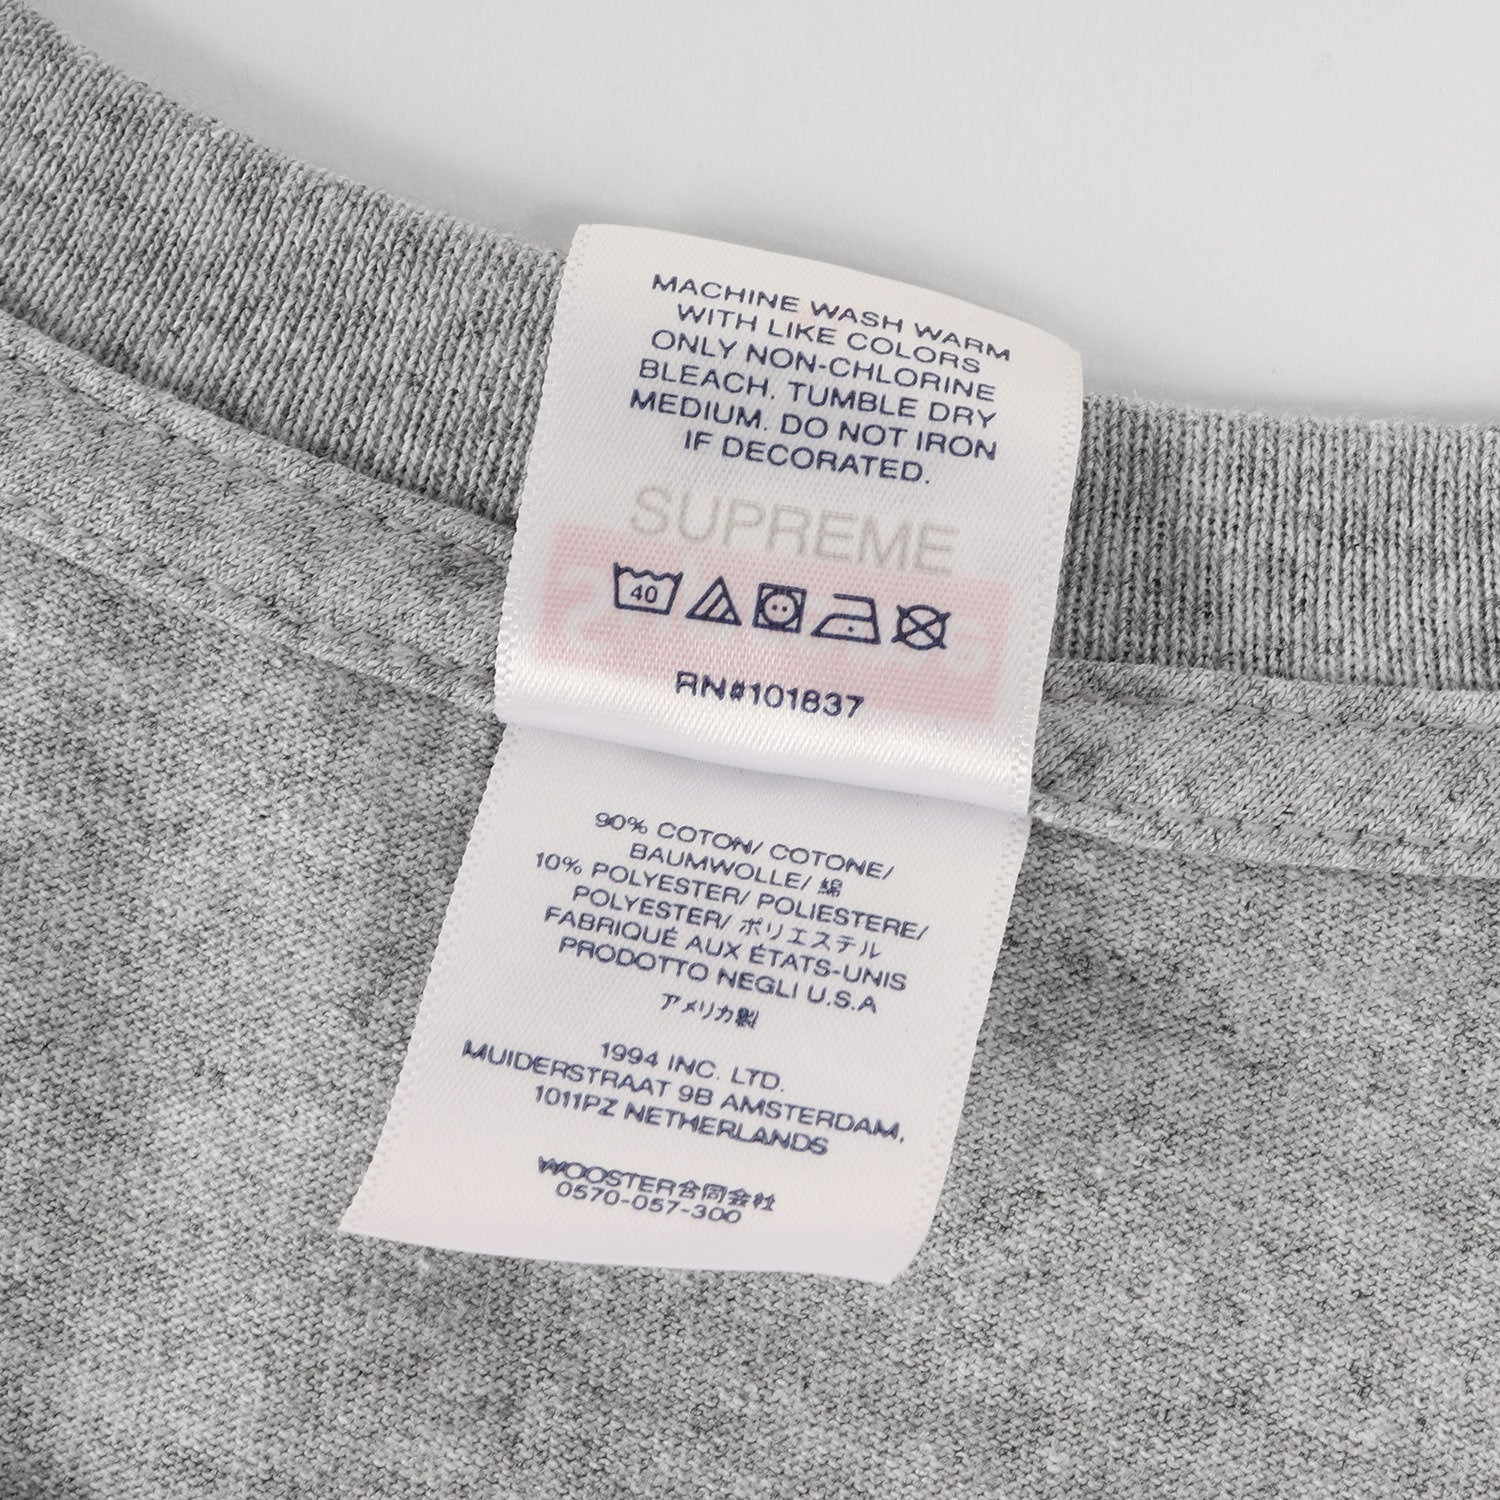 MACHINE WASH WARM
WITH LIKE COLORS
ONLY NON-CHLORINE
BLEACH. TUMBLE DRY
MEDIUM. DO NOT IRON
IF DECORATED.
SUPREME
40
RN#101837
90% COTON/ COTONE/
BAUMWOLLE/ 綿
10% POLYESTER/ POLIESTERE/
POLYESTER/ ポリエステル
FABRIQUÉ AUX ÉTATS-UNIS
PRODOTTO NEGLI U.S.A
アメリカ製
1994 INC. LTD.
MUIDERSTRAAT 9B AMSTERDAM,
1011PZ NETHERLANDS
WOOSTER合同会社
0570-057-300